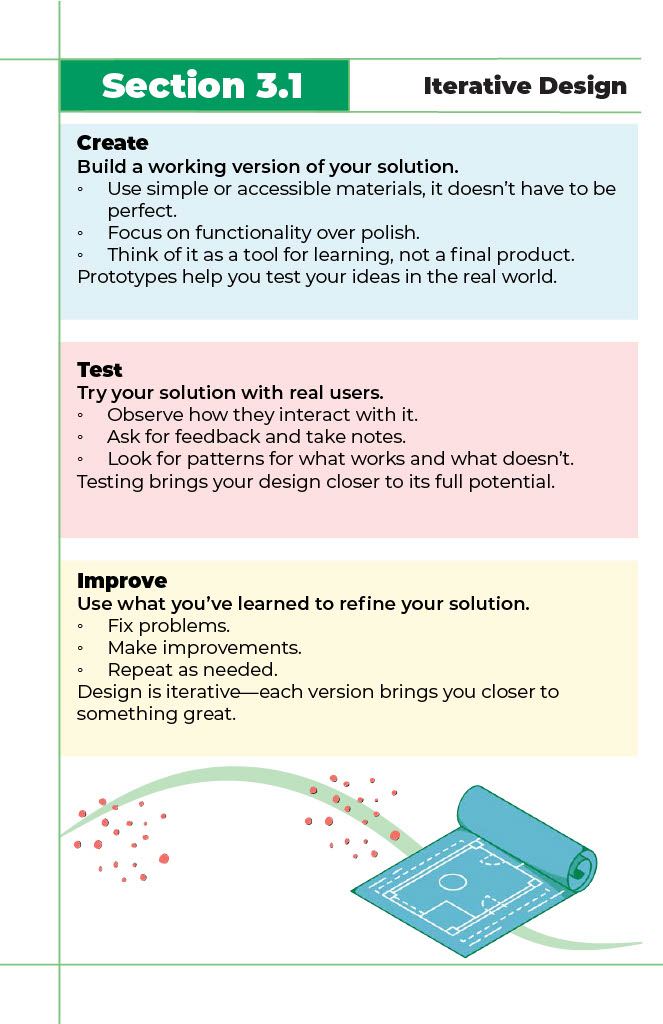 Section 3.1
Iterative Design
Create
Build a working version of your solution.
◦ Use simple or accessible materials, it doesn’t have to be
perfect.
◦ Focus on functionality over polish.
◦ Think of it as a tool for learning, not a final product.
Prototypes help you test your ideas in the real world.
Test
Try your solution with real users.
◦ Observe how they interact with it.
◦ Ask for feedback and take notes.
◦ Look for patterns for what works and what doesn’t.
Testing brings your design closer to its full potential.
Improve
Use what you’ve learned to refine your solution.
◦ Fix problems.
◦ Make improvements.
◦ Repeat as needed.
Design is iterative—each version brings you closer to
something great.